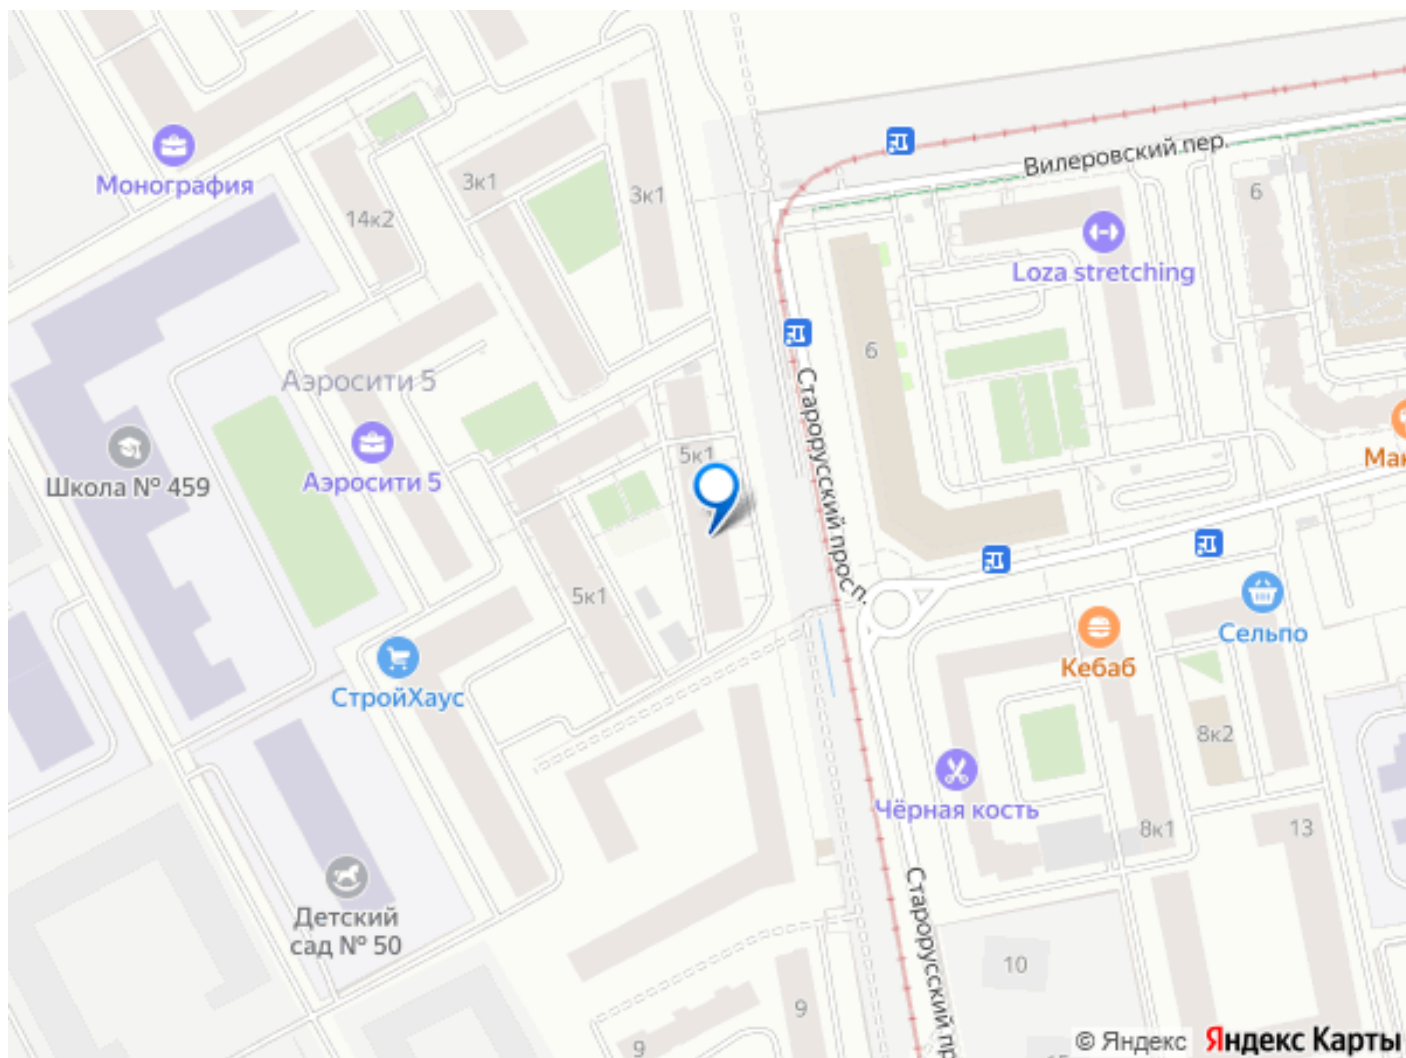 Вилеровский пер.
Монография
3к1
3к1
6
14к2
Loza stretching
6
Аэросити 5
Старорусский просп.
Мак
5к1
Школа № 459
Аэросити 5
5к1
Сельпо
Кебаб
СтройХаус
8к2
Чёрная кость
8к1
13
Детский
сад № 50
Старорусский пр
10
9
9
© Яндекс
Яндекс Карты